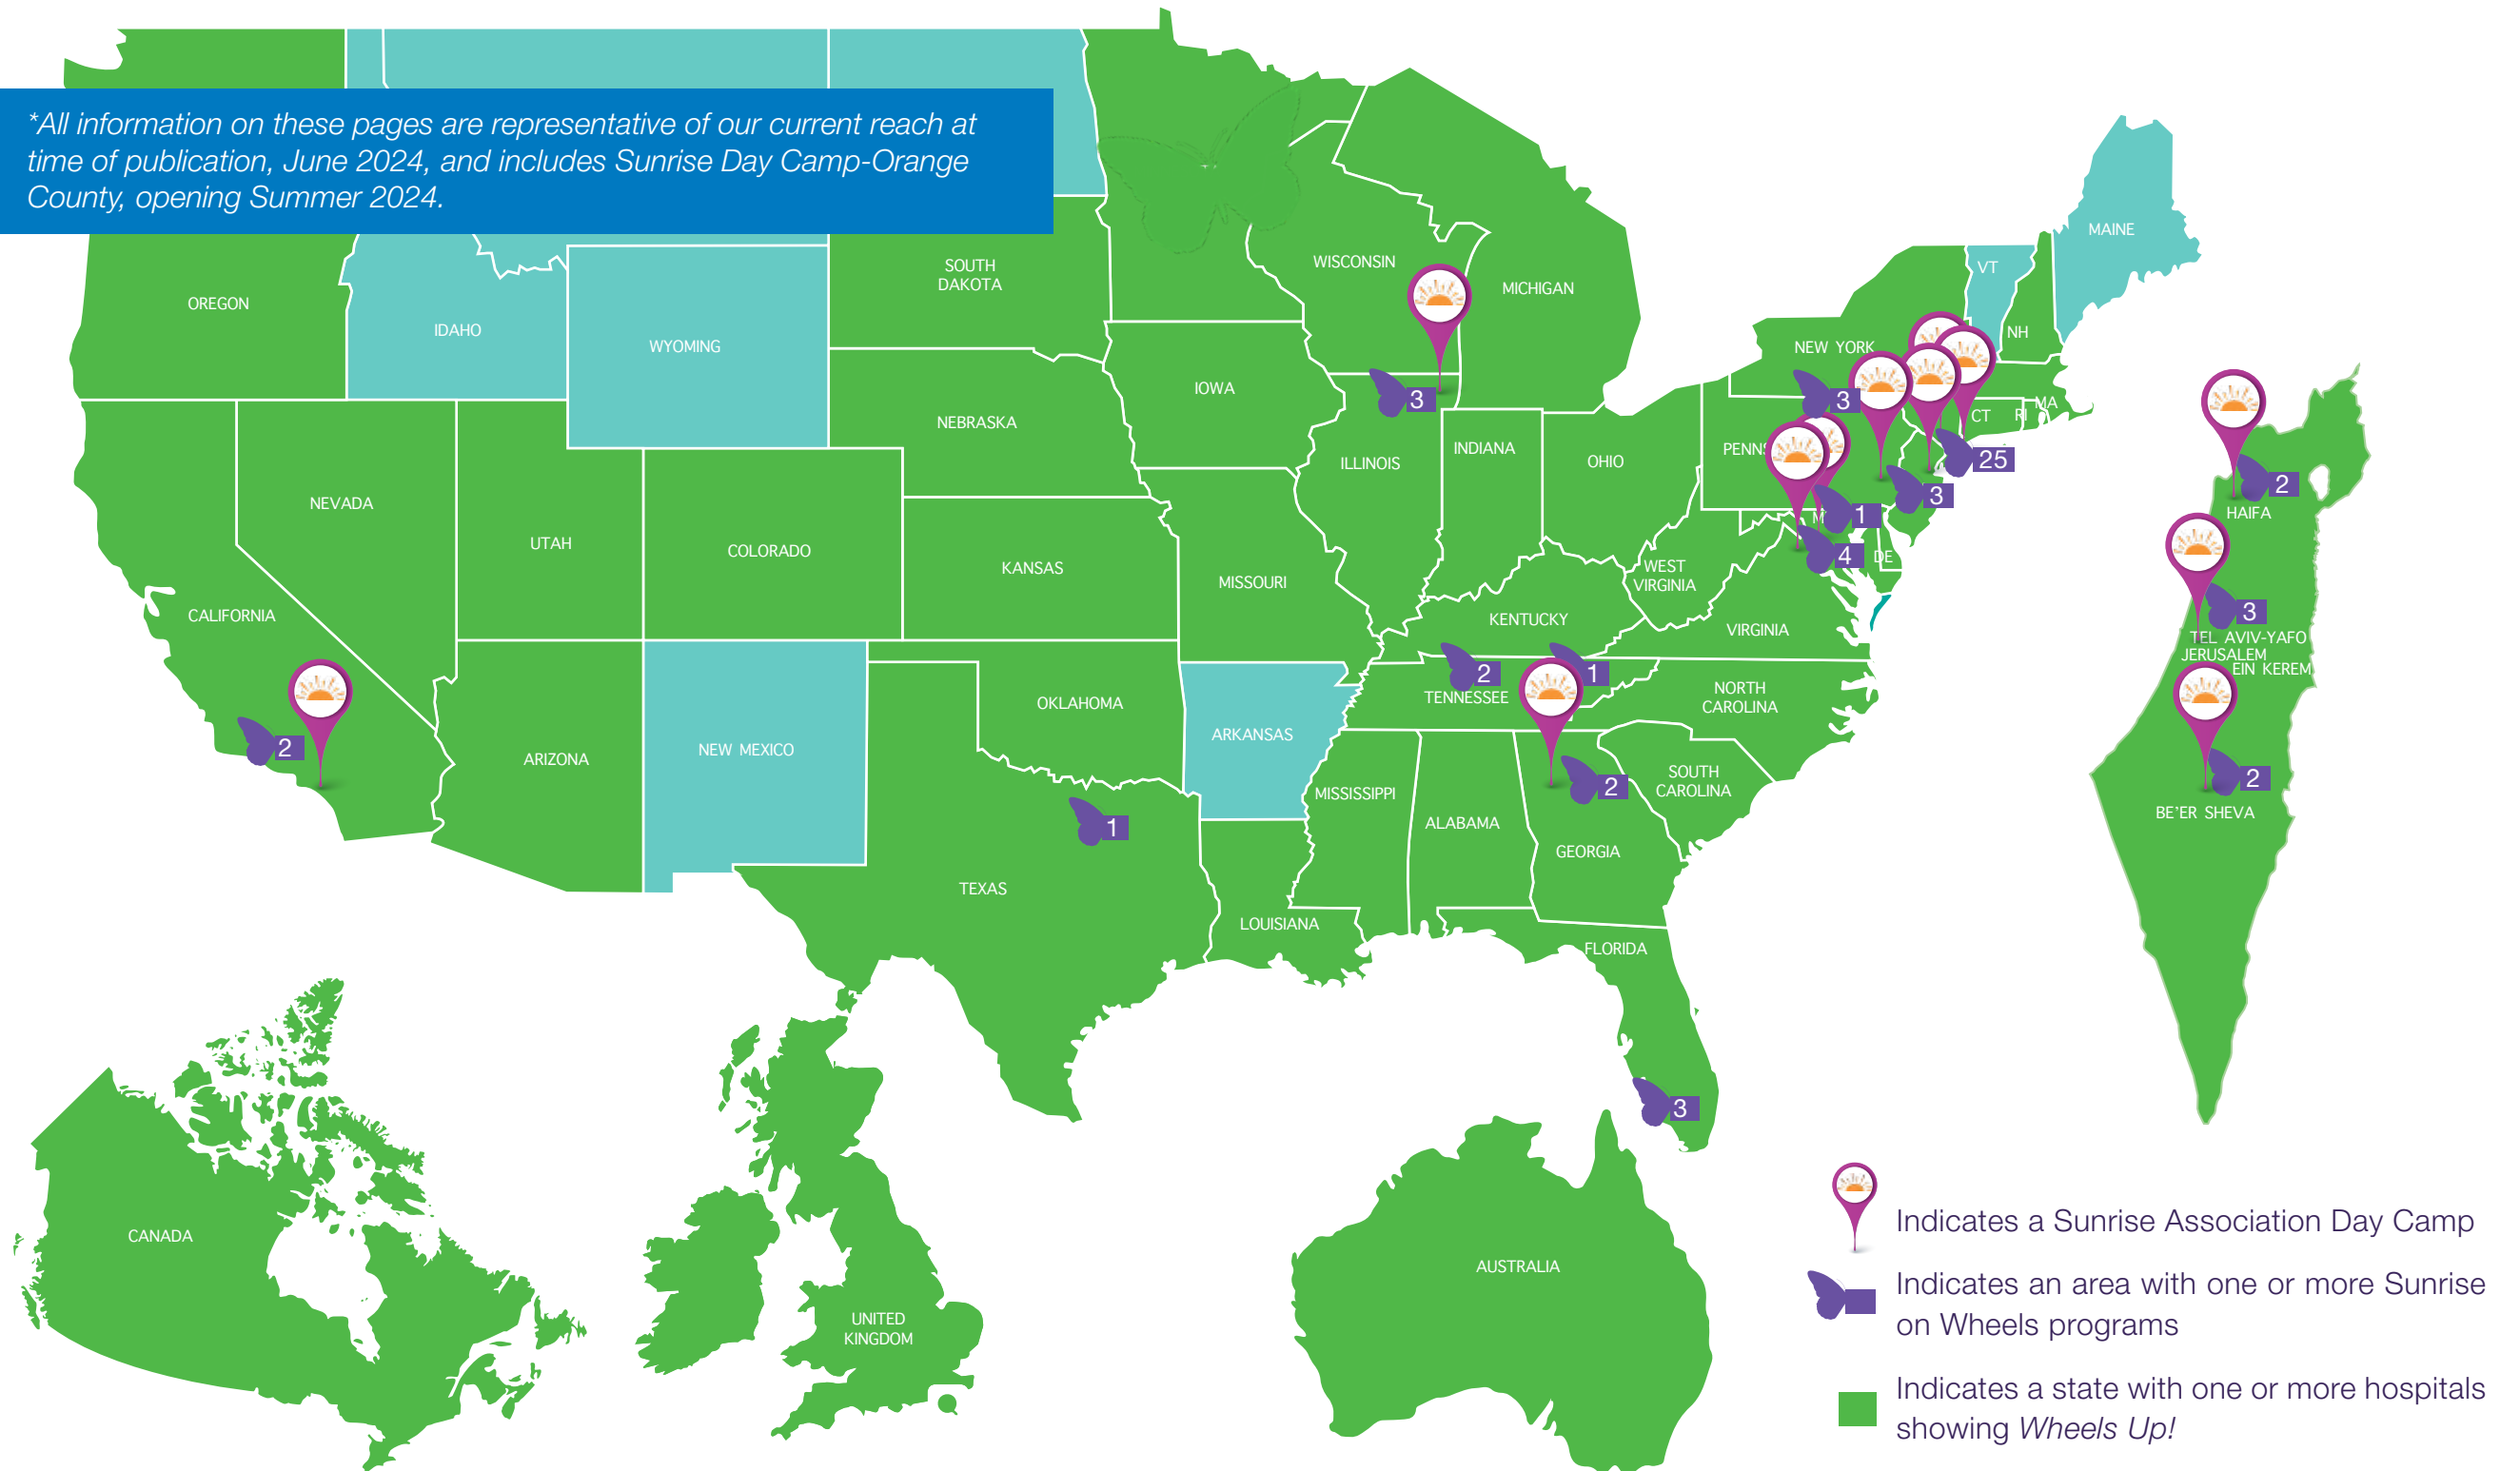 *All information on these pages are representative of our current reach at
time of publication, June 2024, and includes Sunrise Day Camp-Orange
County, opening Summer 2024.
MAINE
VT
NH
NEW YORK
MA
CT
RI
SOUTH
DAKOTA
WISCONSIN
MICHIGAN
OREGON
IDAHO
WYOMING
IOWA
NEBRASKA
3
3
25
3
1
4
DE
INDIANA
OHIO
ILLINOIS
NEVADA
UTAH
COLORADO
KANSAS
MISSOURI
WEST
VIRGINIA
KENTUCKY
VIRGINIA
CALIFORNIA
2
HAIFA
3
TEL AVIV-YAFO
JERUSALEM
EIN KEREM
2
BE'ER SHEVA
2
1
TENNESSEE
NORTH
CAROLINA
OKLAHOMA
ARKANSAS
2
ARIZONA
NEW MEXICO
2
SOUTH
CAROLINA
MISSISSIPPI
ALABAMA
1
GEORGIA
TEXAS
LOUISIANA
FLORIDA
3
CANADA
UNITED
KINGDOM
AUSTRALIA
Indicates a Sunrise Association Day Camp
Indicates an area with one or more Sunrise
on Wheels programs
Indicates a state with one or more hospitals
showing Wheels Up!